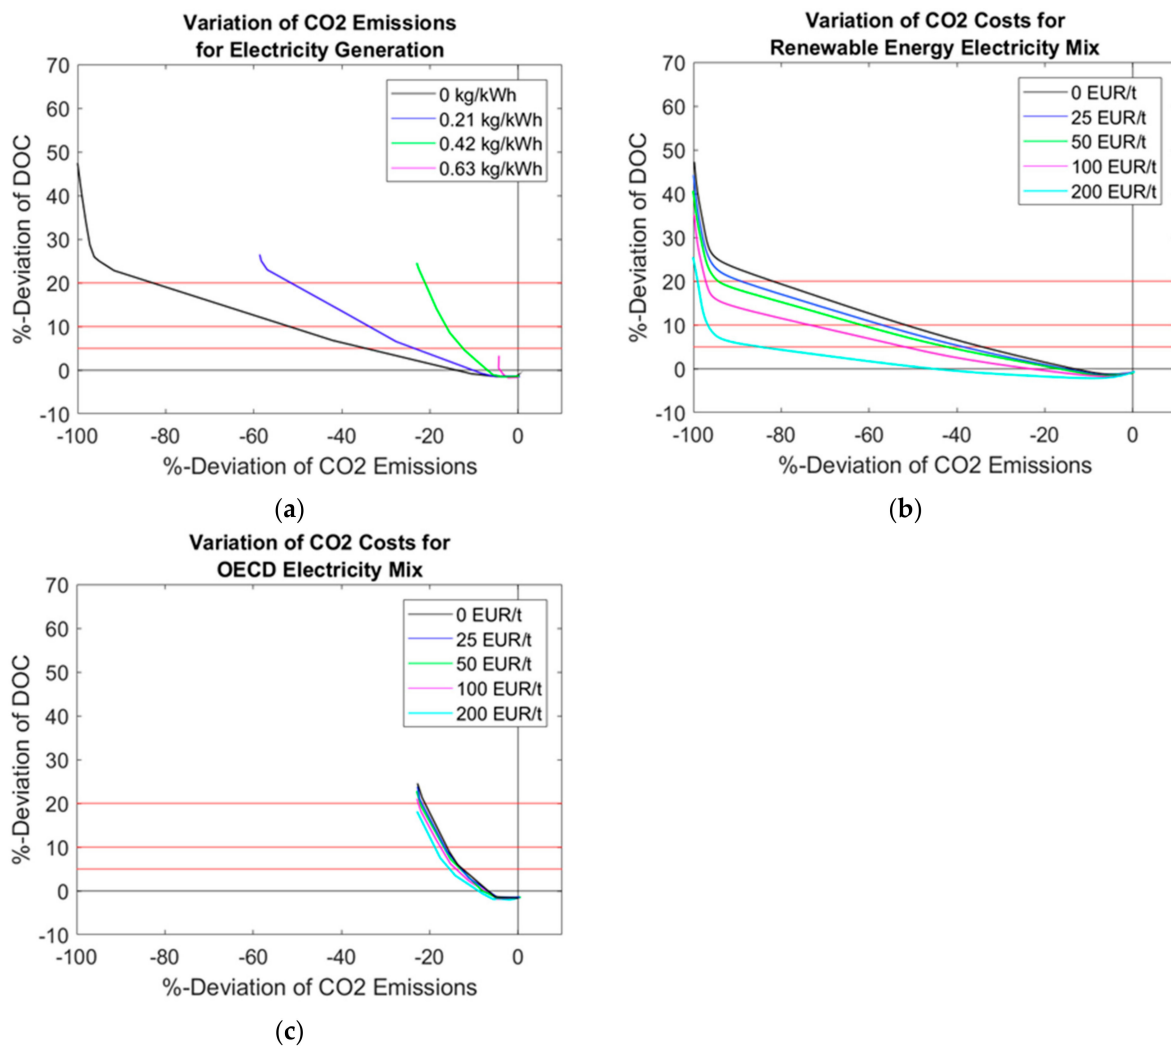 Variation of CO2 Emissions
for Electricity Generation
70
60
50
40
30
20
10
0
-10
%-Deviation of DOC
0 kg/kWh
0.21 kg/kWh
0.42 kg/kWh
0.63 kg/kWh
-100 -80 -60 -40 -20 0
%-Deviation of CO2 Emissions
(a)
Variation of CO2 Costs for
Renewable Energy Electricity Mix
70
60
50
40
30
20
10
0
-10
%-Deviation of DOC
0 EUR/t
25 EUR/t
50 EUR/t
100 EUR/t
200 EUR/t
-100 -80 -60 -40 -20 0
%-Deviation of CO2 Emissions
(b)
Variation of CO2 Costs for
OECD Electricity Mix
70
60
50
40
30
20
10
0
-10
%-Deviation of DOC
0 EUR/t
25 EUR/t
50 EUR/t
100 EUR/t
200 EUR/t
-100 -80 -60 -40 -20 0
%-Deviation of CO2 Emissions
(c)